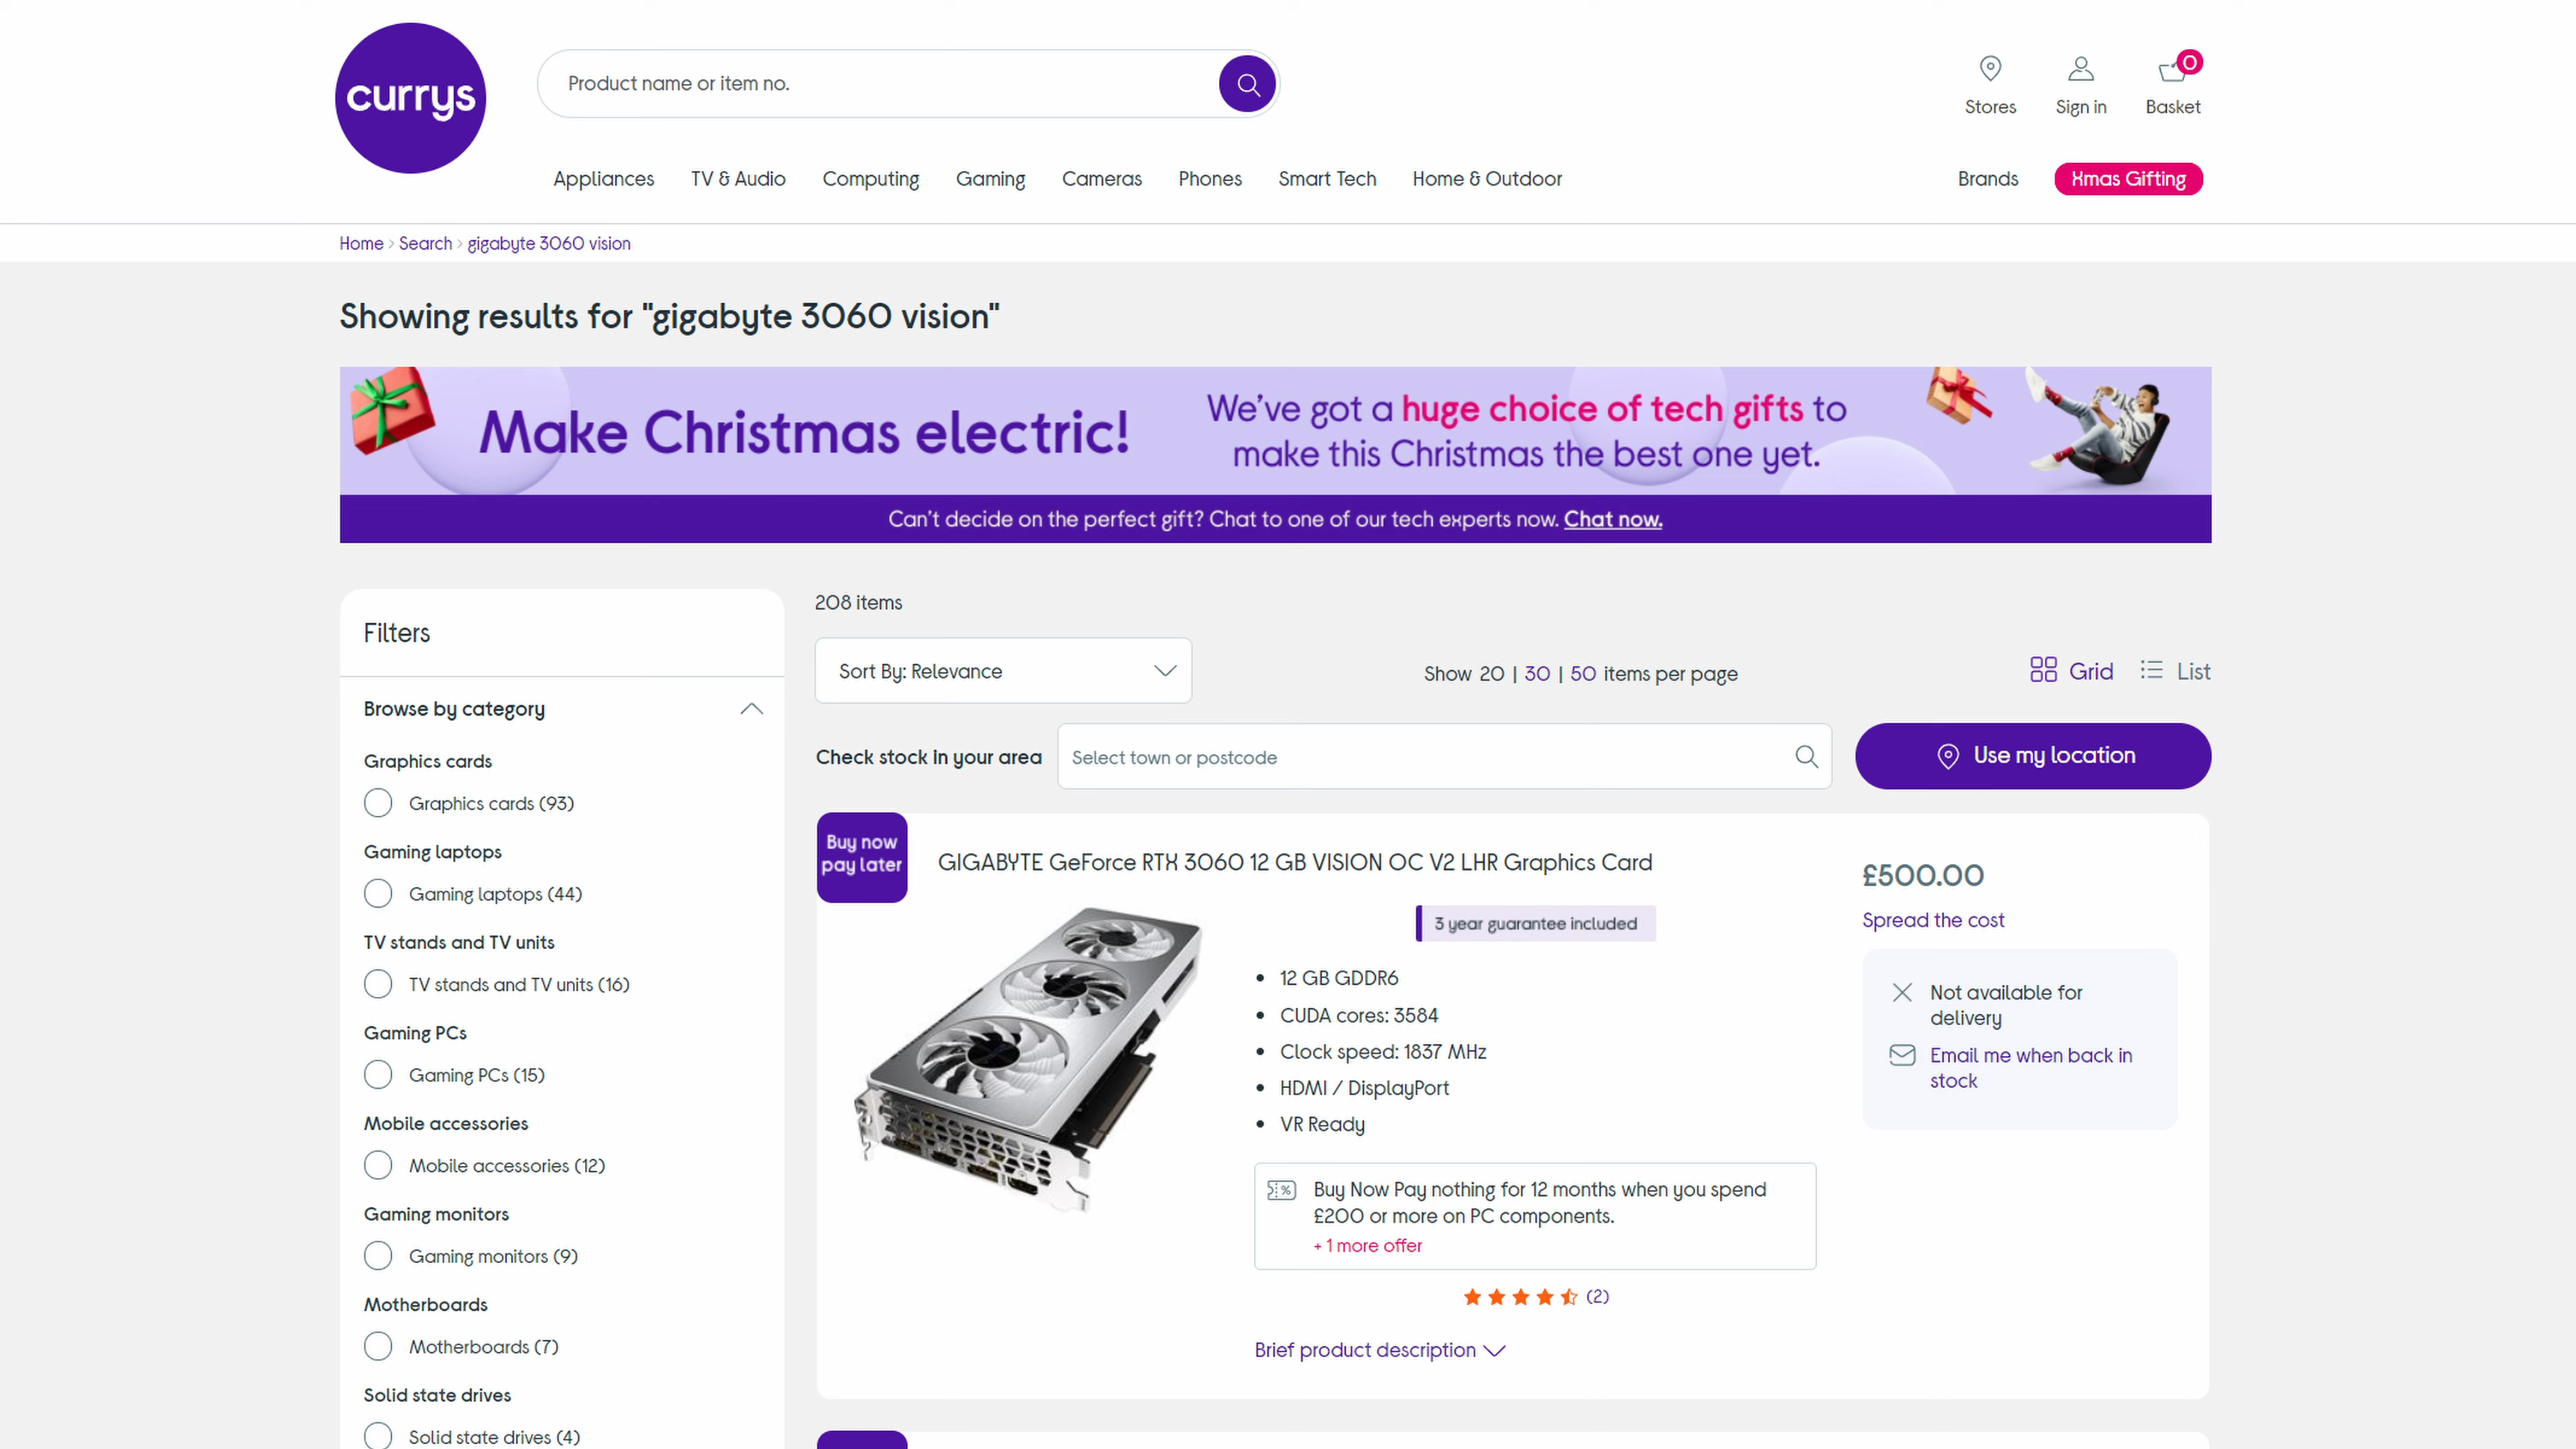 currys
Product name or item no.
Stores
Sign in
0
Basket
Appliances
TV & Audio
Computing
Gaming
Cameras
Phones
Smart Tech
Home & Outdoor
Brands
Xmas Gifting
Home > Search > gigabyte 3060 vision
Showing results for "gigabyte 3060 vision"
Make Christmas electric!
We've got a huge choice of tech gifts to
make this Christmas the best one yet.
Can't decide on the perfect gift? Chat to one of our tech experts now. Chat now.
Filters
Browse by category
Graphics cards
Graphics cards (93)
Gaming laptops
Gaming laptops (44)
TV stands and TV units
TV stands and TV units (16)
Gaming PCs
Gaming PCs (15)
Mobile accessories
Mobile accessories (12)
Gaming monitors
Gaming monitors (9)
Motherboards
Motherboards (7)
Solid state drives
Solid state drives (4)
208 items
Sort By: Relevance
Show 20 | 30 | 50 items per page
Grid
List
Check stock in your area
Select town or postcode
Use my location
Buy now
pay later
GIGABYTE GeForce RTX 3060 12 GB VISION OC V2 LHR Graphics Card
3 year guarantee included
• 12 GB GDDR6
• CUDA cores: 3584
• Clock speed: 1837 MHz
• HDMI / DisplayPort
• VR Ready
Buy Now Pay nothing for 12 months when you spend
£200 or more on PC components.
+ 1 more offer
(2)
Brief product description
£500.00
Spread the cost
Not available for
delivery
Email me when back in
stock